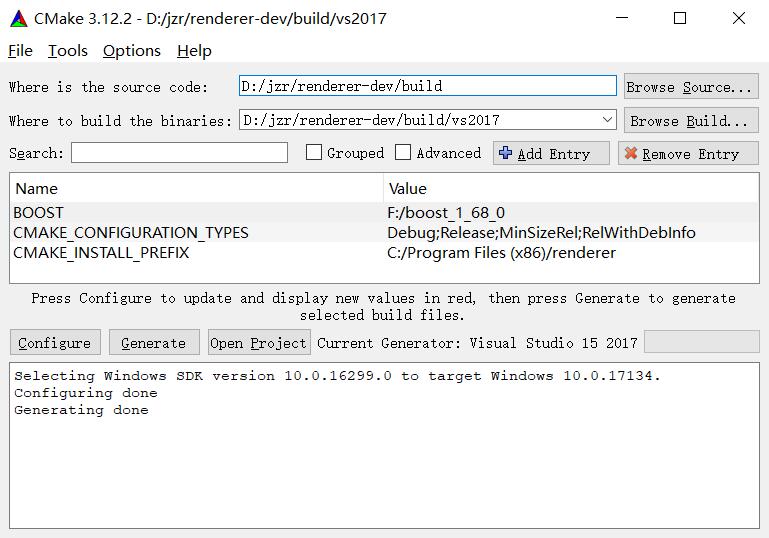 CMake 3.12.2 - D:/jzr/renderer-dev/build/vs2017
File Tools Options Help
Where is the source code: D:/jzr/renderer-dev/build Browse Source...
Where to build the binaries: D:/jzr/renderer-dev/build/vs2017 Browse Build...
Search: Grouped Advanced Add Entry Remove Entry
Name Value
BOOST F:/boost_1_68_0
CMAKE_CONFIGURATION_TYPES Debug;Release;MinSizeRel;RelWithDebInfo
CMAKE_INSTALL_PREFIX C:/Program Files (x86)/renderer
Press Configure to update and display new values in red, then press Generate to generate
selected build files.
Configure Generate Open Project Current Generator: Visual Studio 15 2017
Selecting Windows SDK version 10.0.16299.0 to target Windows 10.0.17134.
Configuring done
Generating done